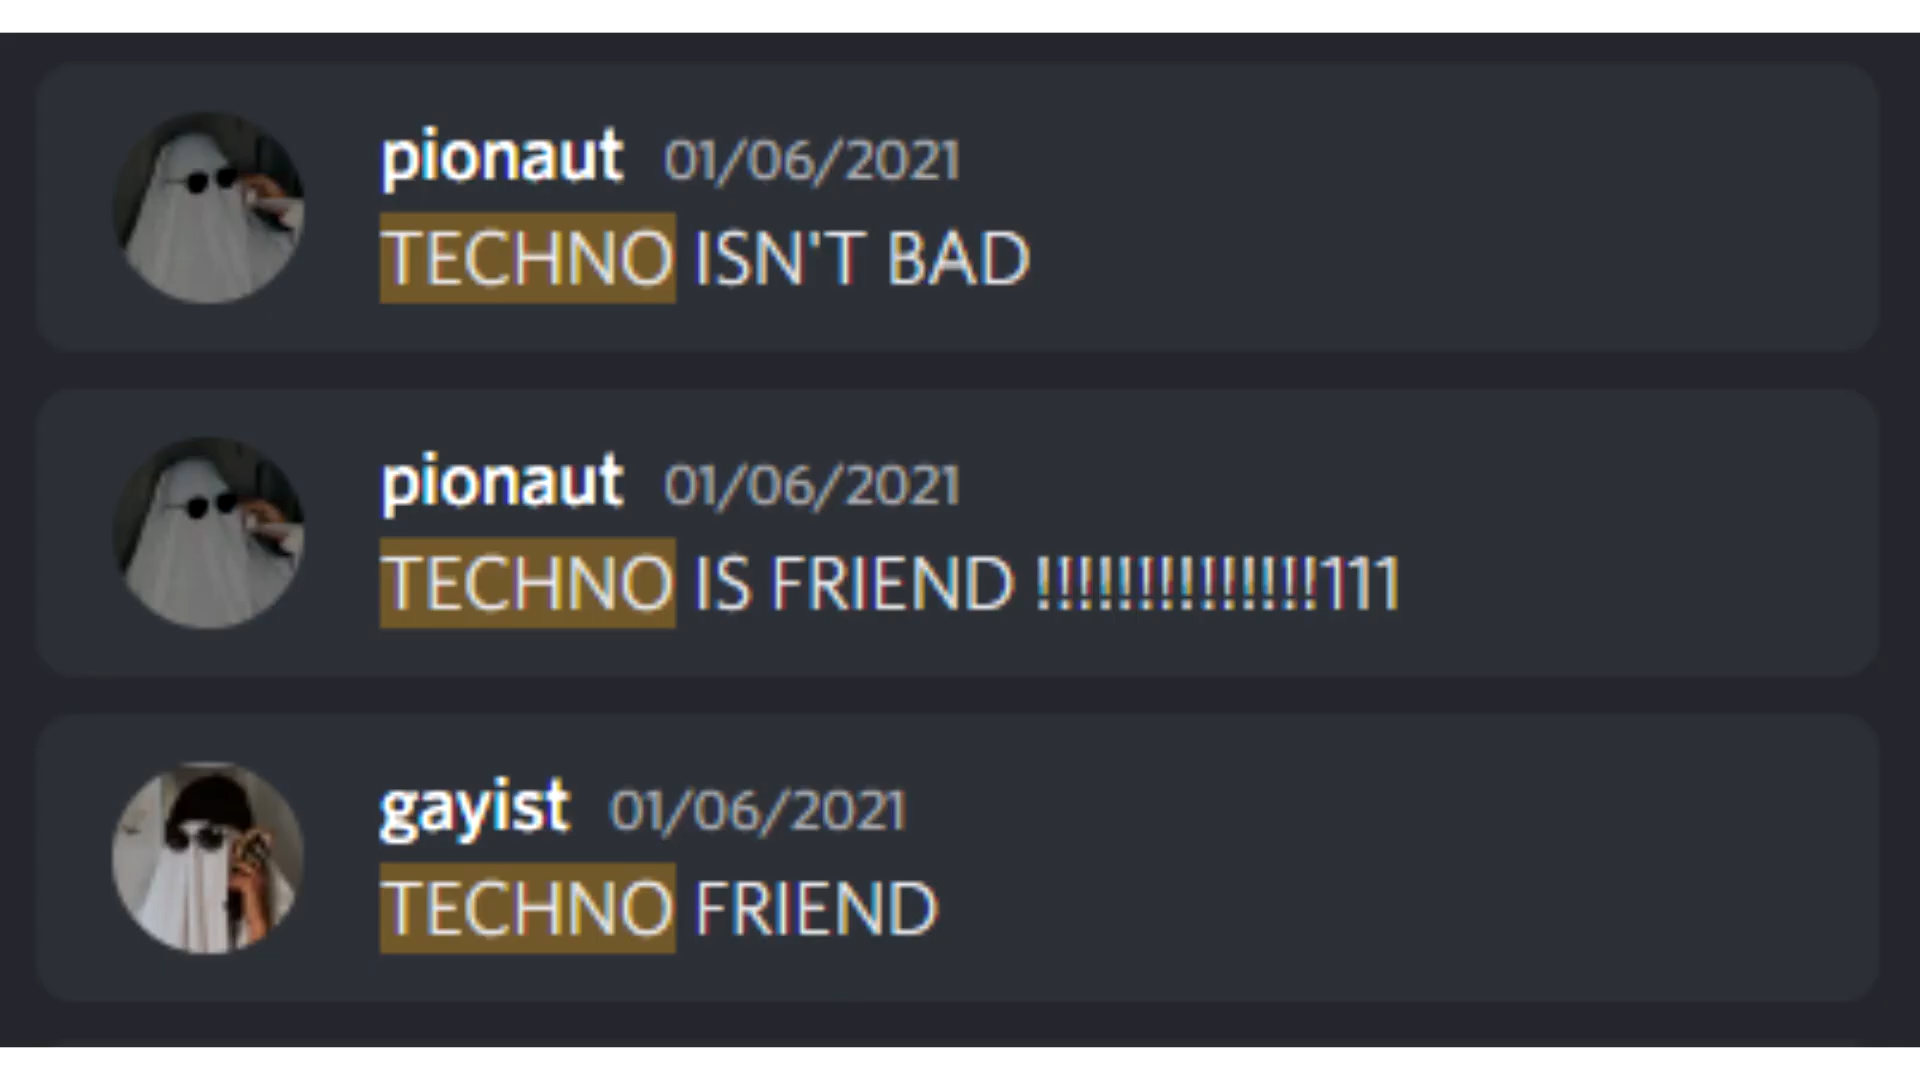 pionaut 01/06/2021
TECHNO ISN'T BAD
pionaut 01/06/2021
TECHNO IS FRIEND !!!!!!!!!!!!!!111
gayist 01/06/2021
TECHNO FRIEND